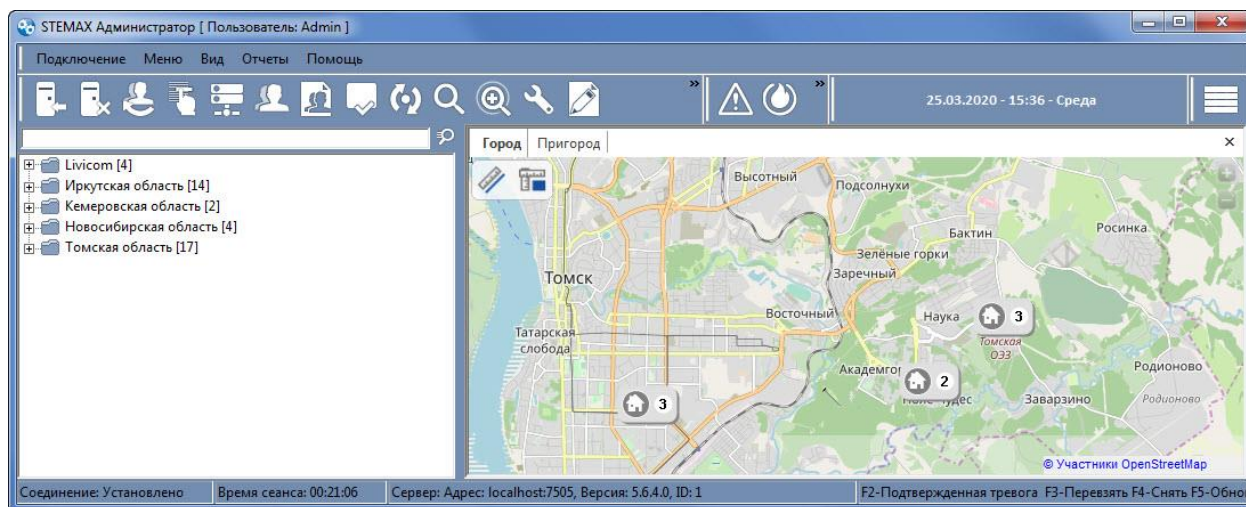 STEMAX Администратор [ Пользователь: Admin ]
Подключение Меню Вид Отчеты Помощь
25.03.2020 - 15:36 - Среда
Livicom [4]
Иркутская область [14]
Кемеровская область [2]
Новосибирская область [4]
Томская область [17]
Город Пригород
Высотный
Подсолнухи
Бактин
Росинка
Зелёные горки
Заречный
Томск
Восточный
Наука
3
Томская
ОЭЗ
Татарская
слобода
Академго
2
Родионово
Заварзино
Родионово
3
© Участники OpenStreetMap
Соединение: Установлено Время сеанса: 00:21:06 Сервер: Адрес: localhost:7505, Версия: 5.6.4.0, ID: 1 F2-Подтвержденная тревога F3-Перевзять F4-Снять F5-Обно